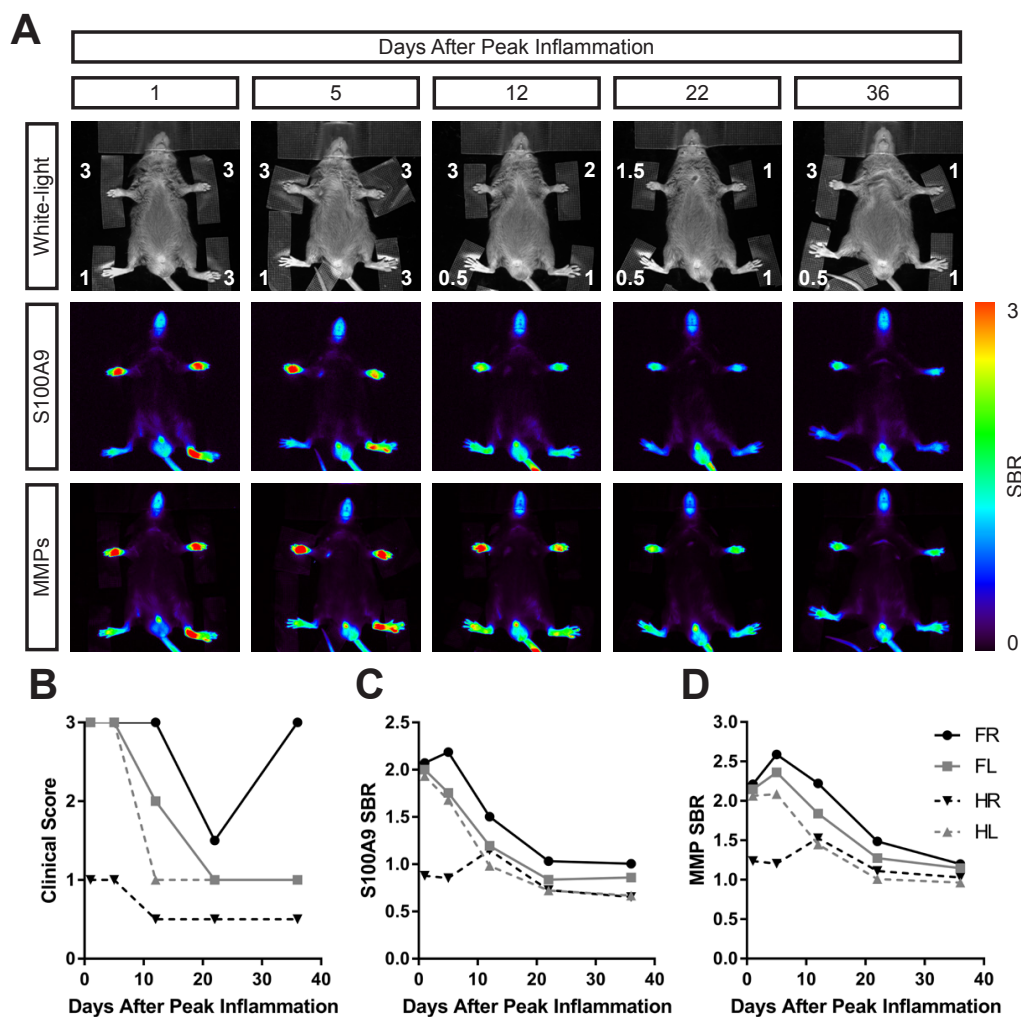 A
Days After Peak Inflammation
1 5 12 22 36
White-light
3 3 3 3 3 2 1.5 1 3 1
1 3 1 3 0.5 1 0.5 1 0.5 1
S100A9
MMPs
3
SBR
0
B
Clinical Score
3
2
1
0
0 10 20 30 40
Days After Peak Inflammation
C
S100A9 SBR
2.5
2.0
1.5
1.0
0.5
0.0
0 10 20 30 40
Days After Peak Inflammation
D
MMP SBR
3.0
2.5
2.0
1.5
1.0
0.5
0.0
0 10 20 30 40
Days After Peak Inflammation
FR
FL
HR
HL